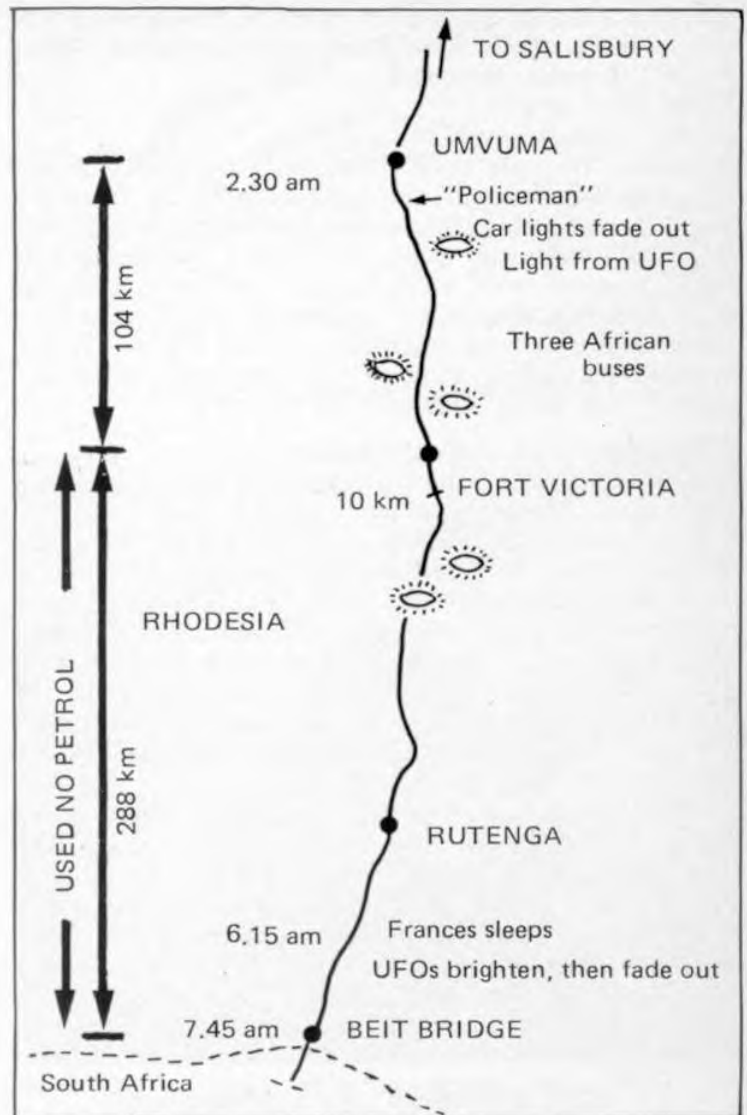 TO SALISBURY
UMVUMA
2.30 am
"Policeman"
Car lights fade out
Light from UFO
104 km
Three African
buses
FORT VICTORIA
10 km
RHODESIA
USED NO PETROL
288 km
RUTENGA
6.15 am
Frances sleeps
UFOs brighten, then fade out
7.45 am
BEIT BRIDGE
South Africa